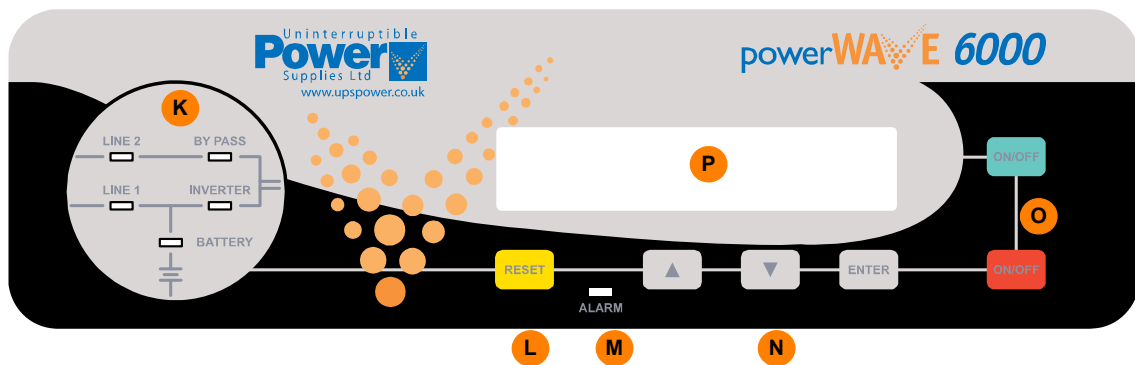 Uninterruptible
Power
Supplies Ltd
www.upspower.co.uk
powerWAVE 6000
K
LINE 2 BY PASS
LINE 1 INVERTER
BATTERY
P
ON/OFF
O
RESET ▲ ▼ ENTER ON/OFF
ALARM
L M N